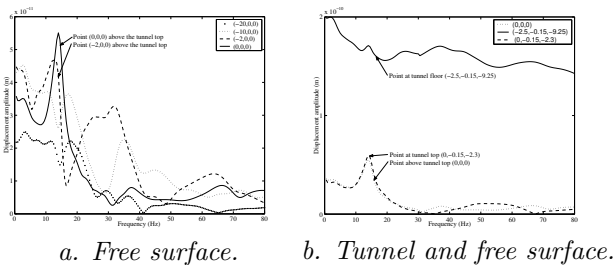 6 x 10⁻¹¹
5
4
3
2
1
0
0 10 20 30 40 50 60 70 80
Frequency (Hz)
Displacement amplitude (m)
Point (0,0,0) above the tunnel top
Point (-2,0,0) above the tunnel top
(-20,0,0)
(-10,0,0)
(-2,0,0)
(0,0,0)
a. Free surface.
2 x 10⁻¹⁰
1
0
0 10 20 30 40 50 60 70 80
Frequency (Hz)
Displacement amplitude (m)
(0,0,0)
(-2.5,-0.15,-9.25)
(0,-0.15,-2.3)
Point at tunnel floor (-2.5,-0.15,-9.25)
Point at tunnel top (0,-0.15,-2.3)
Point above tunnel top (0,0,0)
b. Tunnel and free surface.